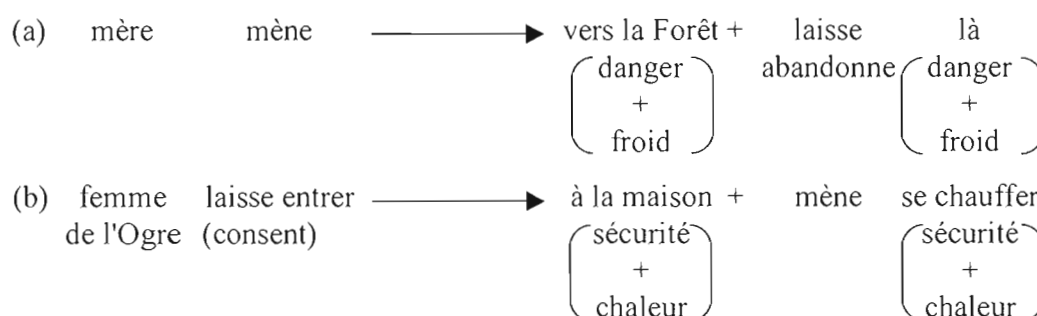 (a) mère mène vers la Forêt + laisse là
(danger) abandonne (danger)
+ +
froid froid
(b) femme laisse entrer à la maison + mène se chauffer
de l'Ogre (consent) (sécurité) (sécurité)
+ +
chaleur chaleur